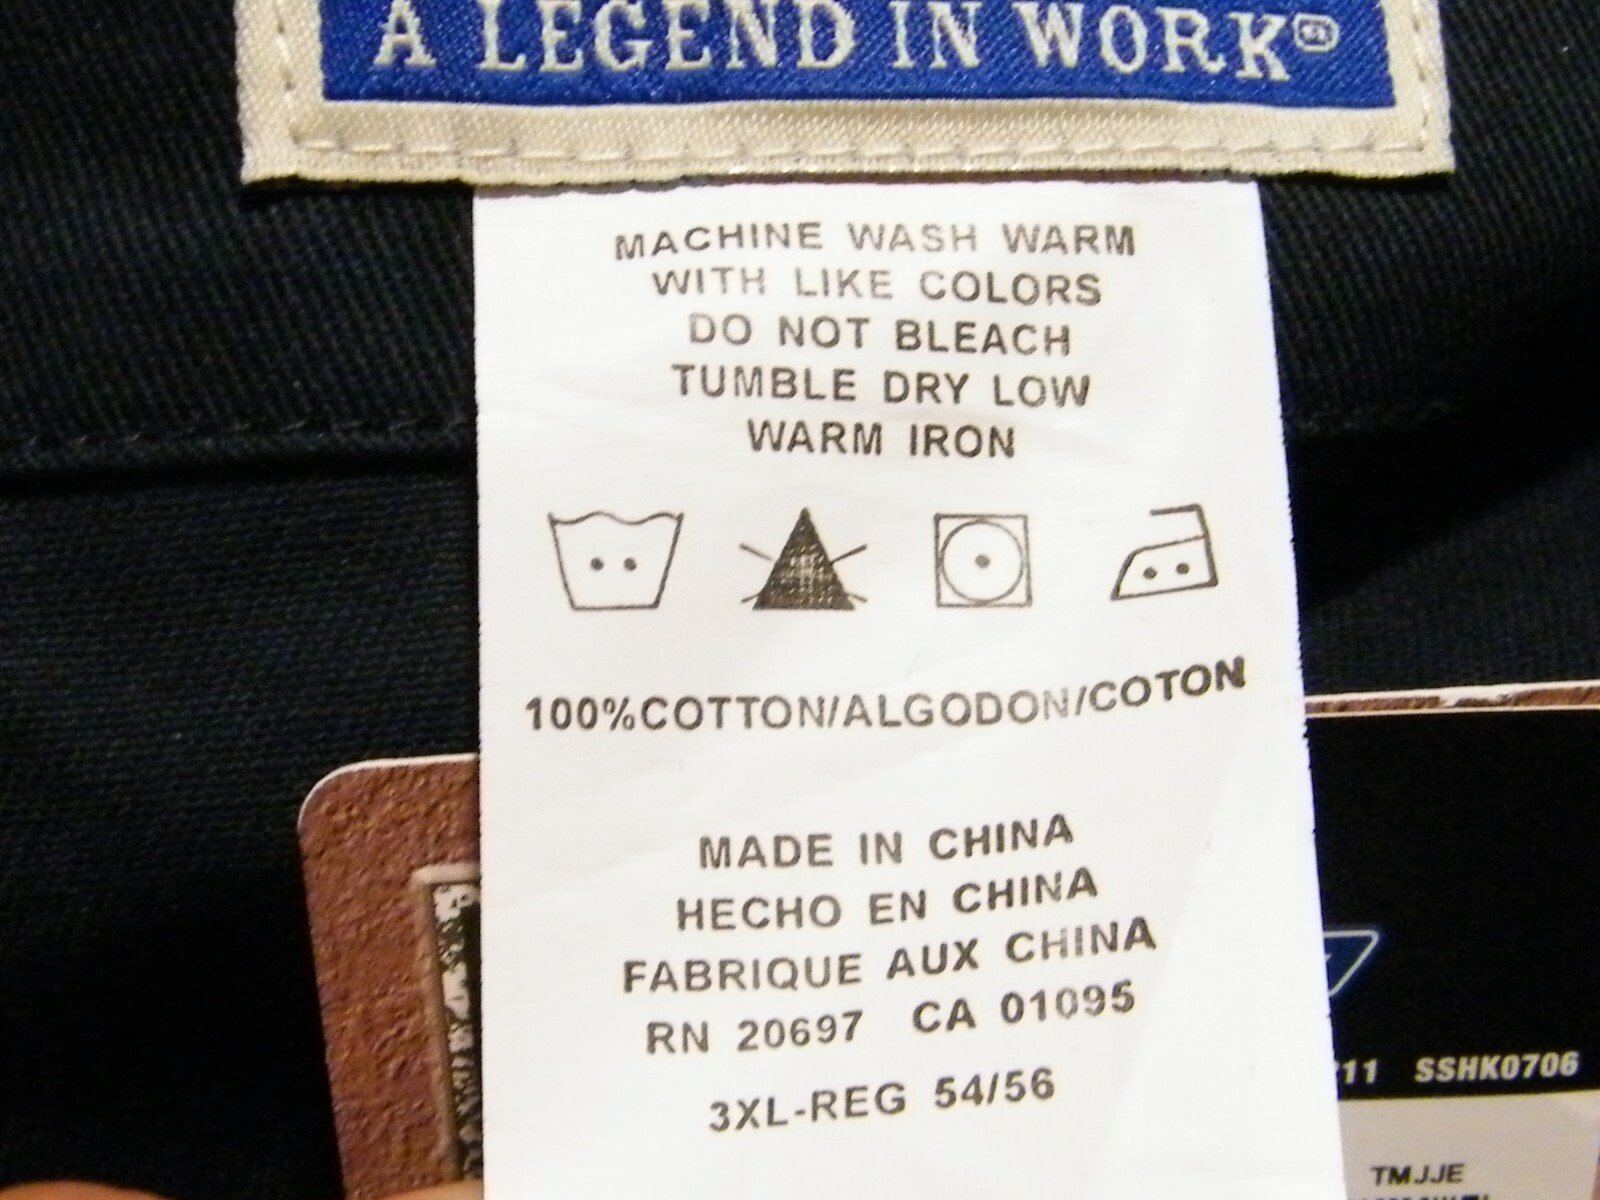 A LEGEND IN WORK®
MACHINE WASH WARM
WITH LIKE COLORS
DO NOT BLEACH
TUMBLE DRY LOW
WARM IRON
100%COTTON/ALGODON/COTON
MADE IN CHINA
HECHO EN CHINA
FABRIQUE AUX CHINA
RN 20697 CA 01095
3XL-REG 54/56
11 SSHK0706
TMJJE